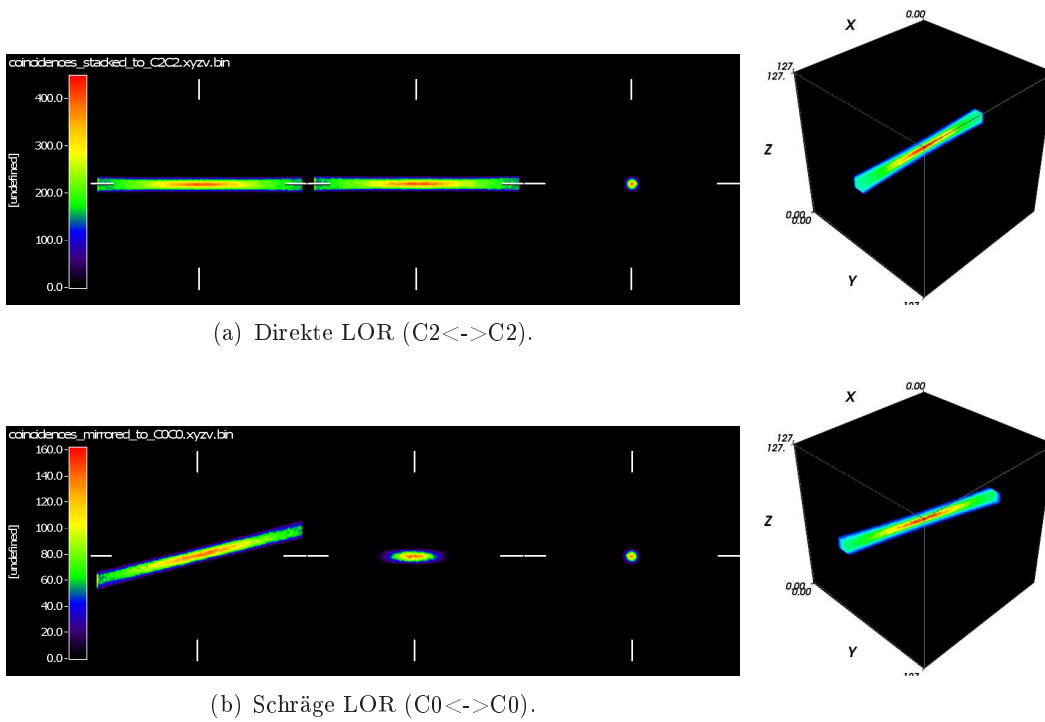 coincidences_stacked_to_C2C2.xyzv.bin
400.0
300.0
200.0
100.0
0.0
[undefined]
X
0.00
127.
127.
Z
0.00
0.00
Y
127.
(a) Direkte LOR (C2<->C2).
coincidences_mirrored_to_C0C0.xyzv.bin
160.0
140.0
120.0
100.0
80.0
60.0
40.0
20.0
0.0
[undefined]
X
0.00
127.
127.
Z
0.00
0.00
Y
127.
(b) Schräge LOR (C0<->C0).